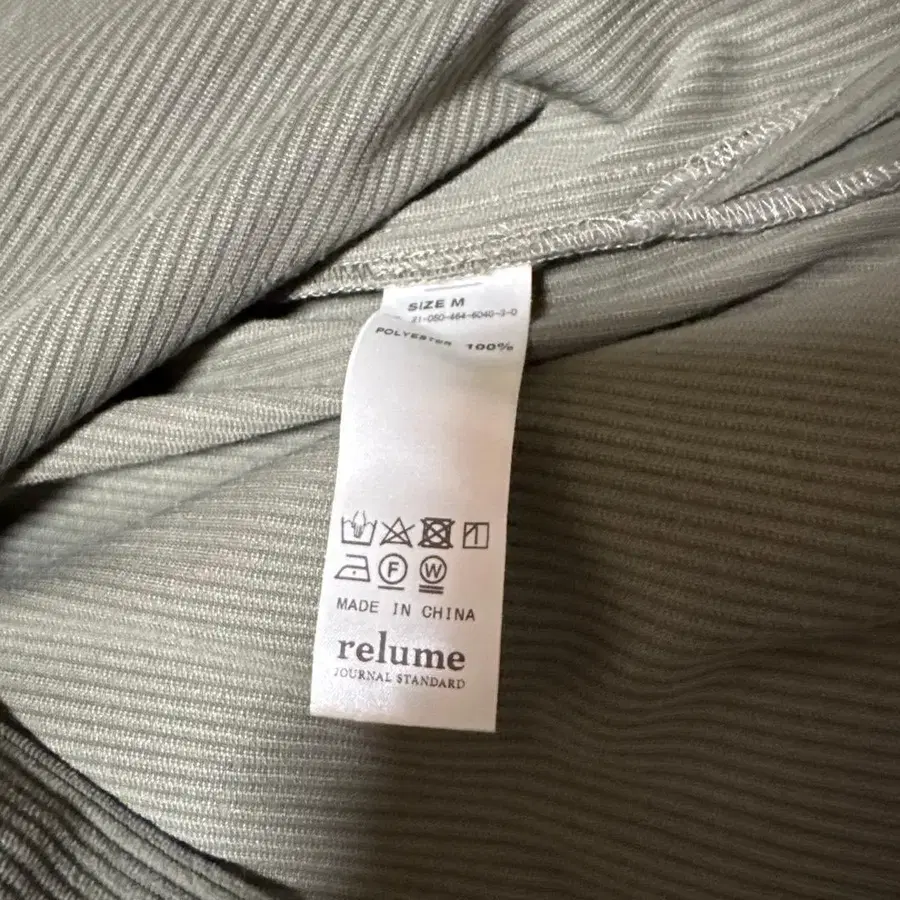 SIZE M
21-050-464-6040-3-0
POLYESTER 100%
F W
MADE IN CHINA
relume
JOURNAL STANDARD